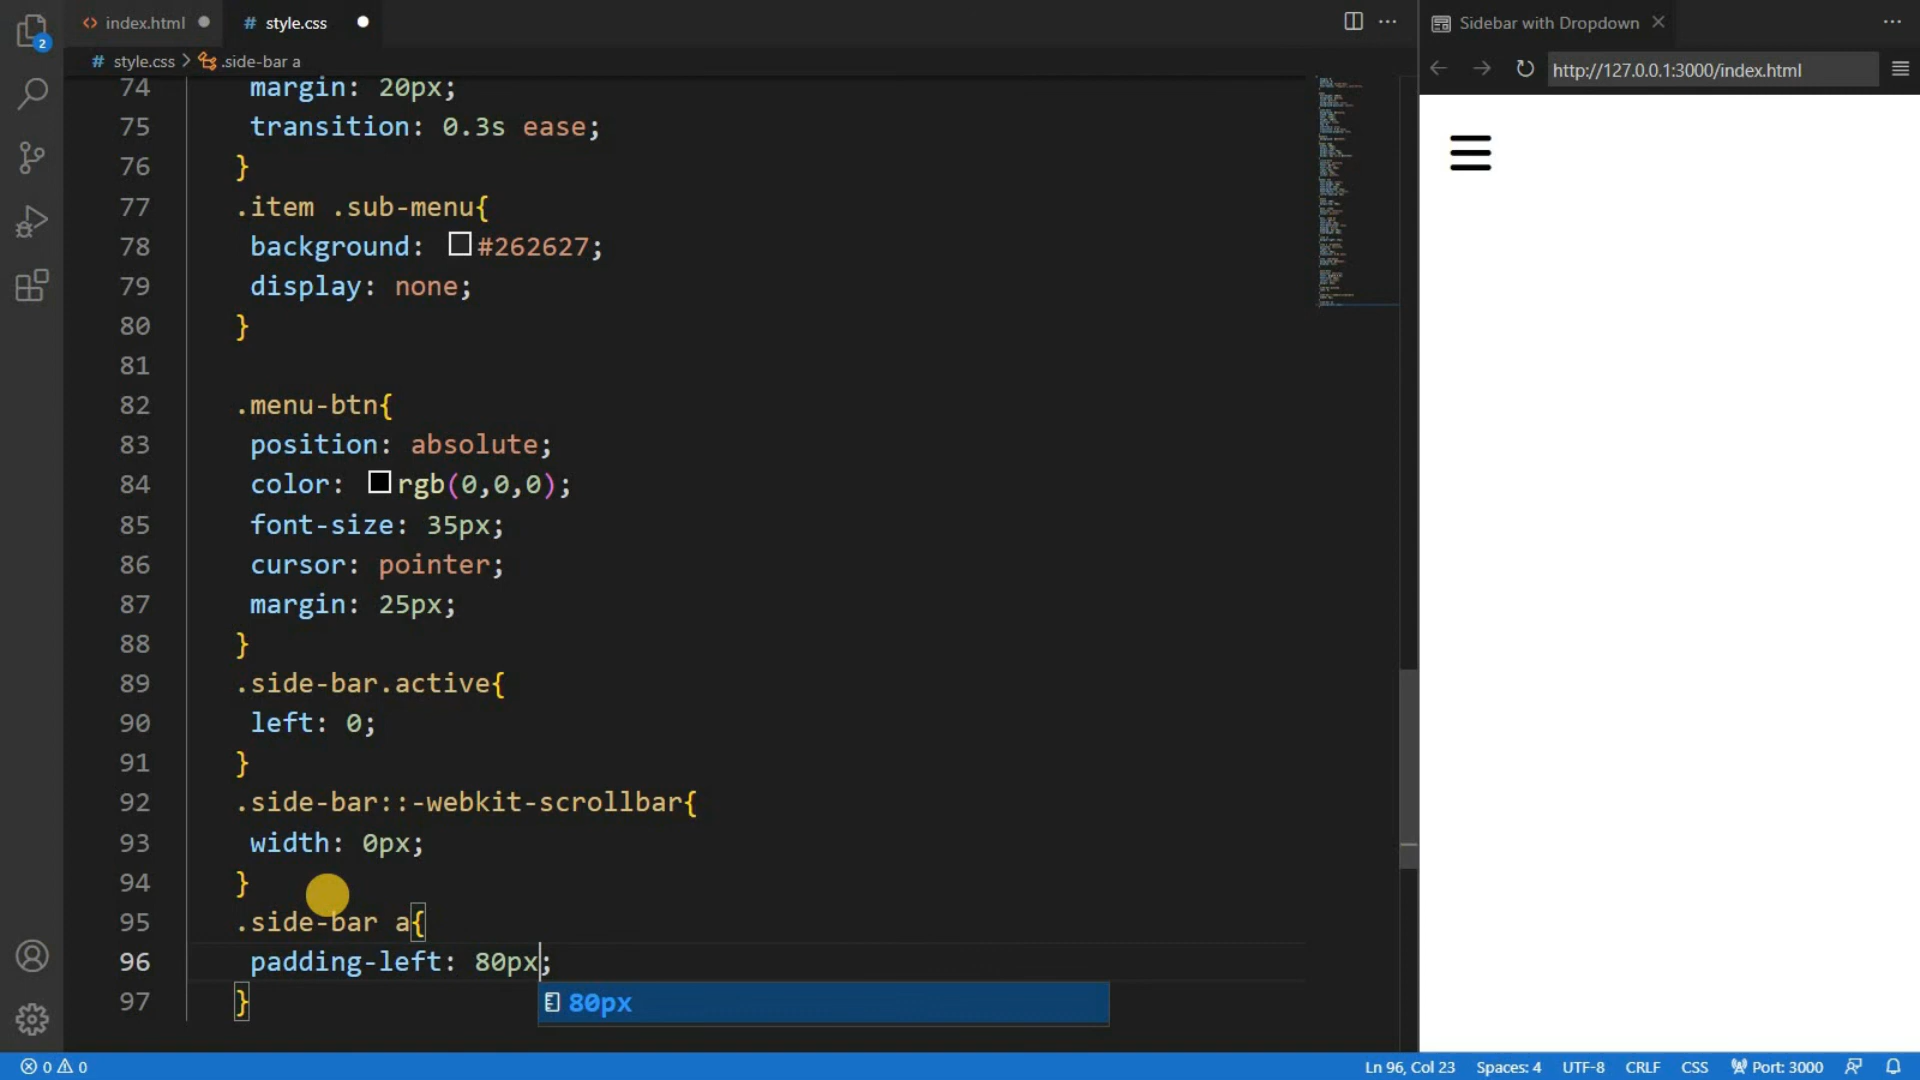 index.html
style.css
Sidebar with Dropdown
style.css > .side-bar a
http://127.0.0.1:3000/index.html
2
74 margin: 20px;
75 transition: 0.3s ease;
76 }
77 .item .sub-menu{
78 background: #262627;
79 display: none;
80 }
81
82 .menu-btn{
83 position: absolute;
84 color: rgb(0,0,0);
85 font-size: 35px;
86 cursor: pointer;
87 margin: 25px;
88 }
89 .side-bar.active{
90 left: 0;
91 }
92 .side-bar::-webkit-scrollbar{
93 width: 0px;
94 }
95 .side-bar a{
96 padding-left: 80px;
97 }
80px
0 0
Ln 96, Col 23
Spaces: 4
UTF-8
CRLF
CSS
Port: 3000